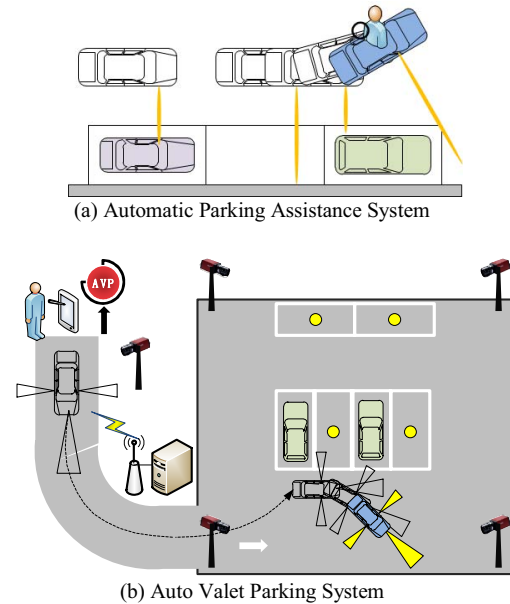 (a) Automatic Parking Assistance System
AVP
(b) Auto Valet Parking System